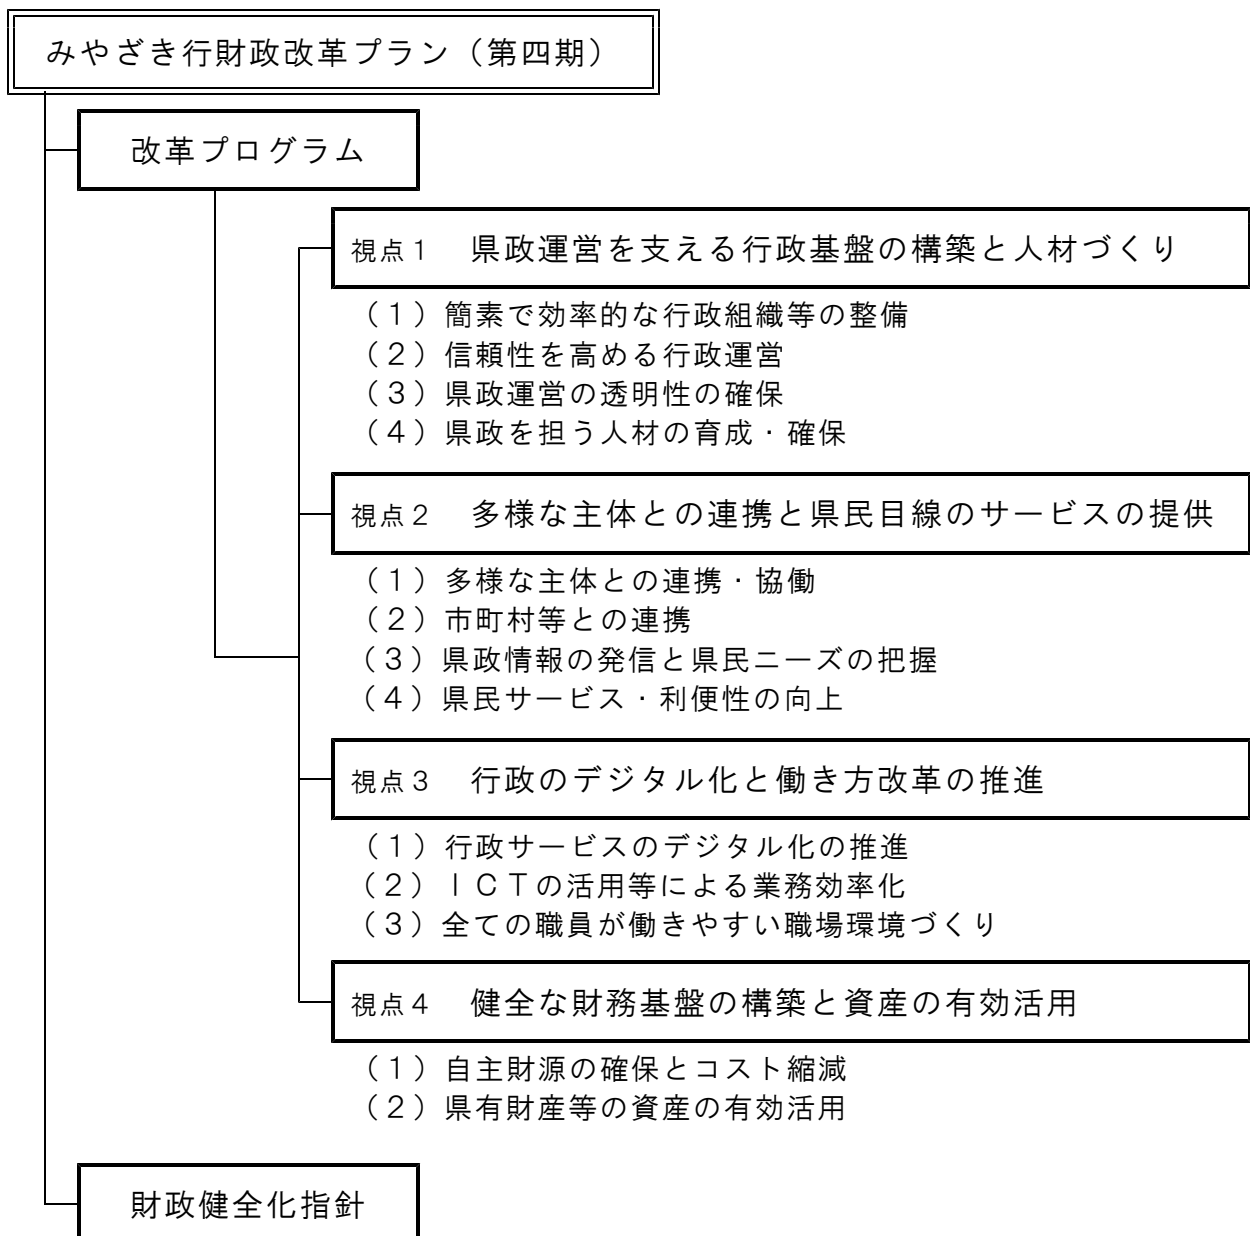 みやざき行財政改革プラン（第四期）
改革プログラム
視点１　県政運営を支える行政基盤の構築と人材づくり
（１）簡素で効率的な行政組織等の整備
（２）信頼性を高める行政運営
（３）県政運営の透明性の確保
（４）県政を担う人材の育成・確保
視点２　多様な主体との連携と県民目線のサービスの提供
（１）多様な主体との連携・協働
（２）市町村等との連携
（３）県政情報の発信と県民ニーズの把握
（４）県民サービス・利便性の向上
視点３　行政のデジタル化と働き方改革の推進
（１）行政サービスのデジタル化の推進
（２）ＩＣＴの活用等による業務効率化
（３）全ての職員が働きやすい職場環境づくり
視点４　健全な財務基盤の構築と資産の有効活用
（１）自主財源の確保とコスト縮減
（２）県有財産等の資産の有効活用
財政健全化指針